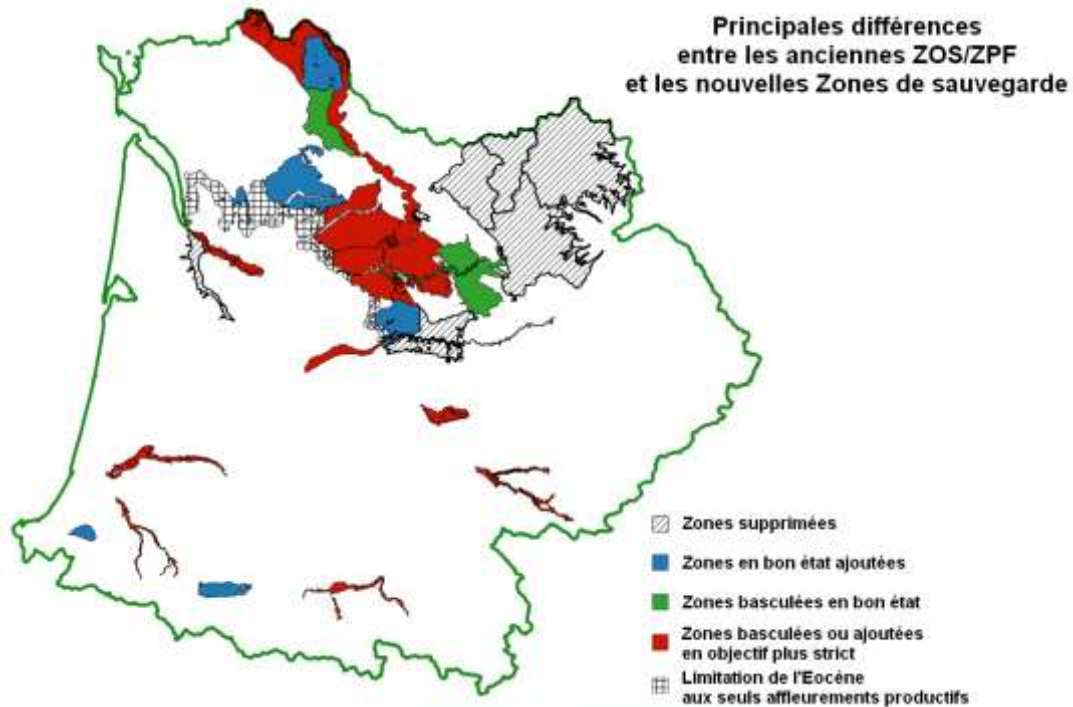 Principales différences
entre les anciennes ZOS/ZPF
et les nouvelles Zones de sauvegarde
Zones supprimées
Zones en bon état ajoutées
Zones basculées en bon état
Zones basculées ou ajoutées
en objectif plus strict
Limitation de l'Eocène
aux seuls affleurements productifs